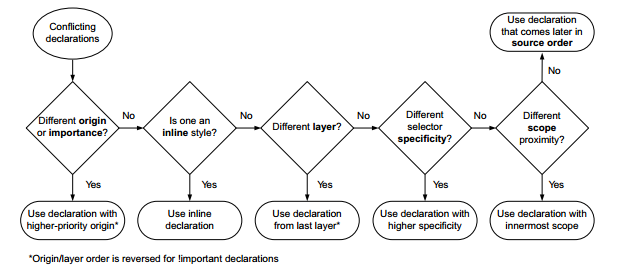 Conflicting
declarations
Use declaration
that comes later in
source order
No
Different origin
or importance?
No
Is one an
inline style?
No
Different layer?
No
Different
selector
specificity?
No
Different
scope
proximity?
Yes
Yes
Yes
Yes
Yes
Use declaration with
higher-priority origin*
Use inline
declaration
Use declaration
from last layer*
Use declaration with
higher specificity
Use declaration with
innermost scope
*Origin/layer order is reversed for !important declarations